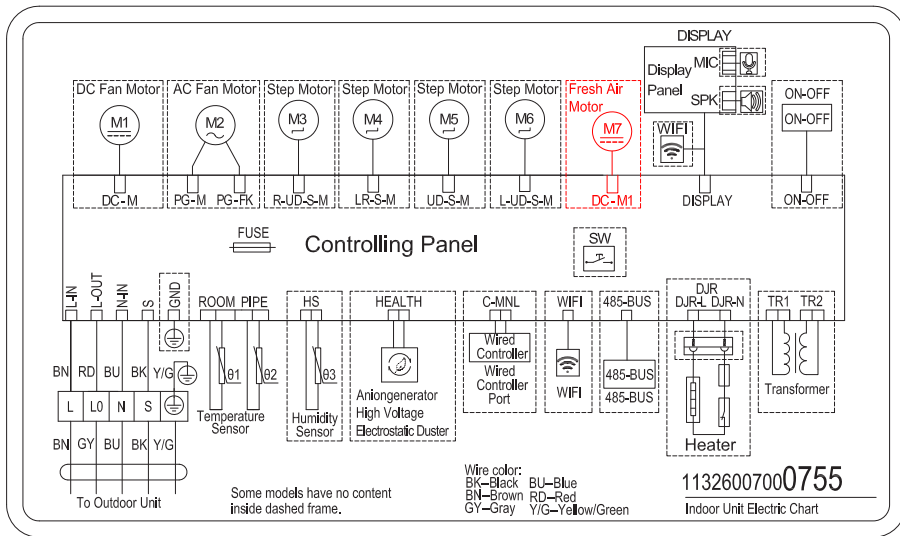 DISPLAY
DC Fan Motor
AC Fan Motor
Step Motor
Step Motor
Step Motor
Step Motor
Fresh Air
Motor
Display
Panel
MIC
SPK
ON-OFF
ON-OFF
M1
M2
M3
M4
M5
M6
M7
WIFI
DC-M
PG-M
PG-FK
R-UD-S-M
LR-S-M
UD-S-M
L-UD-S-M
DC-M1
DISPLAY
ON-OFF
FUSE
Controlling Panel
SW
L-IN
L-OUT
N-IN
S
GND
ROOM
PIPE
HS
HEALTH
C-MNL
WIFI
485-BUS
DJR
DJR-L
DJR-N
TR1
TR2
θ1
θ2
θ3
Wired
Controller
Wired
Controller
Port
WIFI
485-BUS
485-BUS
Transformer
BN
RD
BU
BK
Y/G
L
L0
N
S
Temperature
Sensor
Humidity
Sensor
Aniongenerator
High Voltage
Electrostatic Duster
Heater
BN
GY
BU
BK
Y/G
To Outdoor Unit
Some models have no content
inside dashed frame.
Wire color:
BK—Black BU—Blue
BN—Brown RD—Red
GY—Gray Y/G—Yellow/Green
11326007000755
Indoor Unit Electric Chart